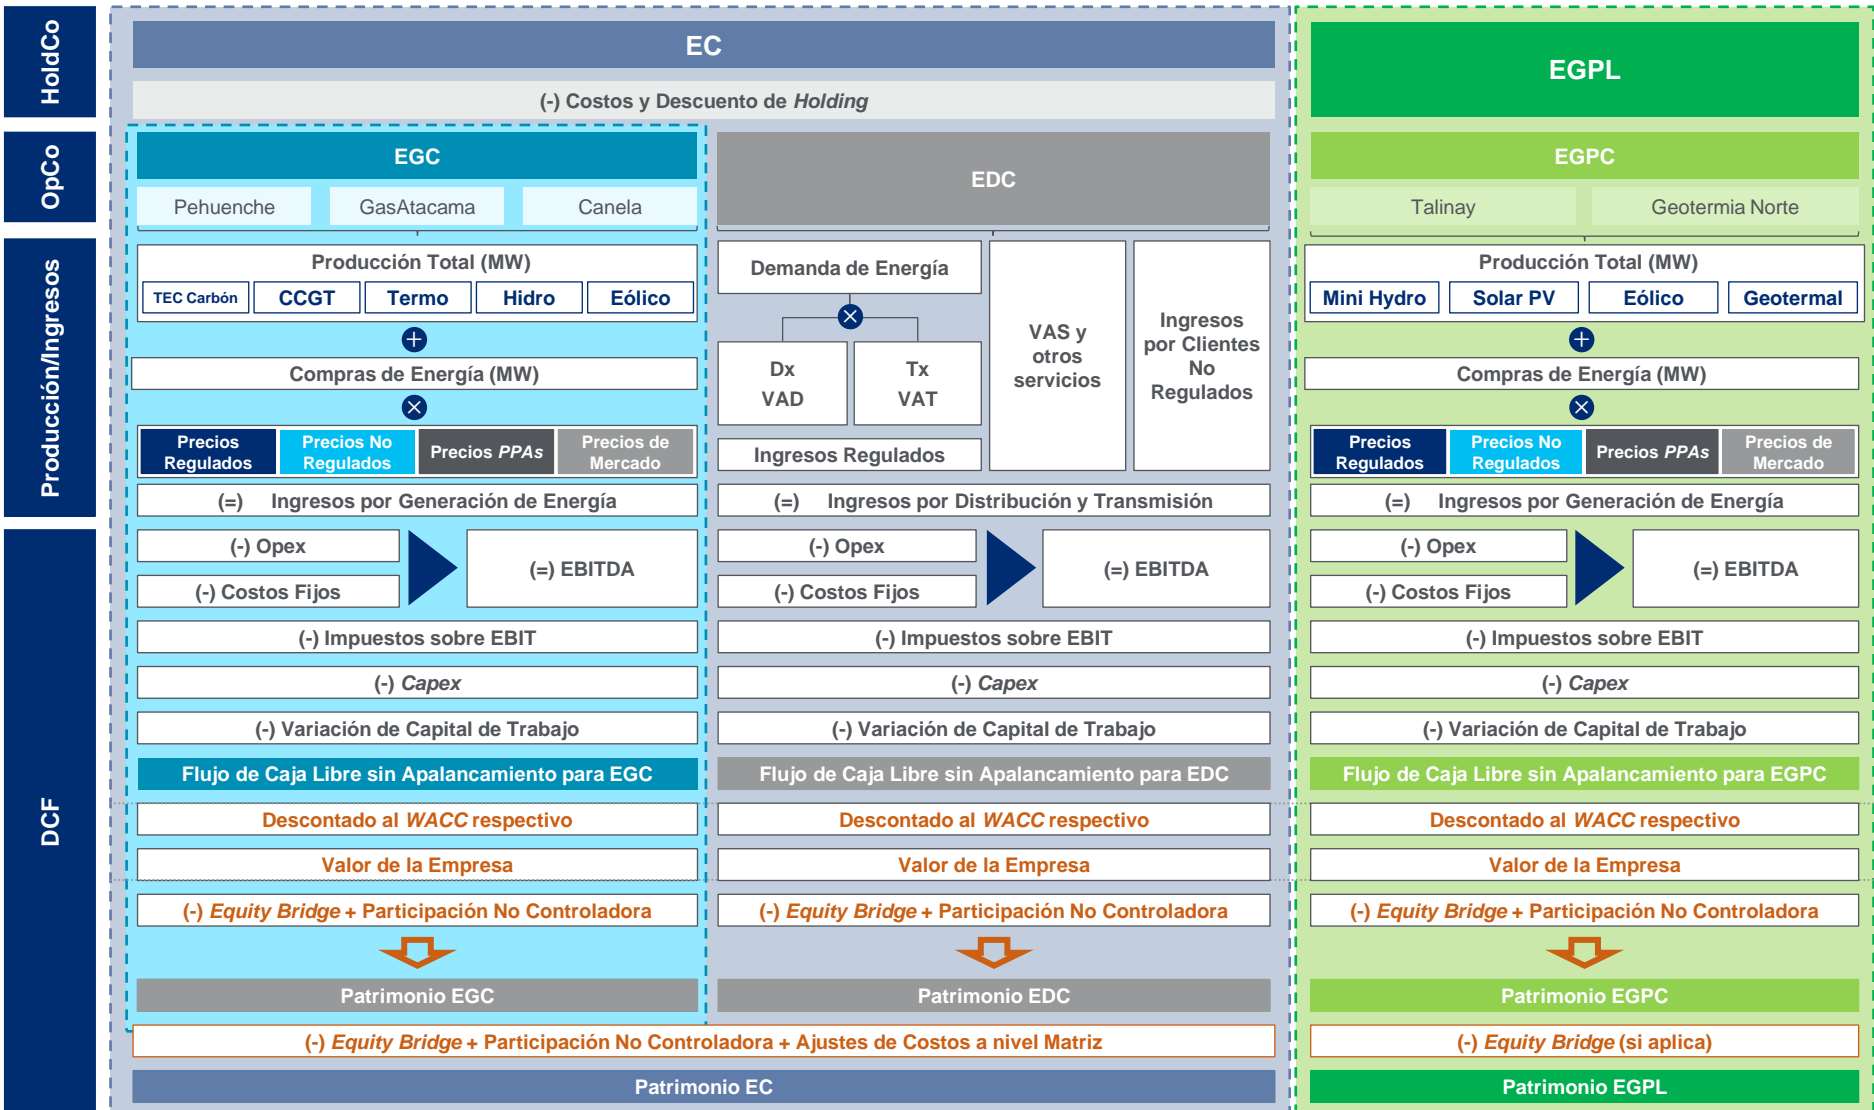 HoldCo
EC
(-) Costos y Descuento de Holding
EGPL
OpCo
EGC
Pehuenche
GasAtacama
Canela
EDC
EGPC
Talinay
Geotermia Norte
Producción/Ingresos
Producción Total (MW)
TEC Carbón
CCGT
Termo
Hidro
Eólico
+
Compras de Energía (MW)
×
Precios
Regulados
Precios No
Regulados
Precios PPAs
Precios de
Mercado
(=) Ingresos por Generación de Energía
Demanda de Energía
×
Dx
VAD
Tx
VAT
Ingresos Regulados
VAS y
otros
servicios
Ingresos
por Clientes
No
Regulados
(=) Ingresos por Distribución y Transmisión
Producción Total (MW)
Mini Hydro
Solar PV
Eólico
Geotermal
+
Compras de Energía (MW)
×
Precios
Regulados
Precios No
Regulados
Precios PPAs
Precios de
Mercado
(=) Ingresos por Generación de Energía
DCF
(-) Opex
(-) Costos Fijos
(=) EBITDA
(-) Impuestos sobre EBIT
(-) Capex
(-) Variación de Capital de Trabajo
Flujo de Caja Libre sin Apalancamiento para EGC
Descontado al WACC respectivo
Valor de la Empresa
(-) Equity Bridge + Participación No Controladora
Patrimonio EGC
(-) Opex
(-) Costos Fijos
(=) EBITDA
(-) Impuestos sobre EBIT
(-) Capex
(-) Variación de Capital de Trabajo
Flujo de Caja Libre sin Apalancamiento para EDC
Descontado al WACC respectivo
Valor de la Empresa
(-) Equity Bridge + Participación No Controladora
Patrimonio EDC
(-) Equity Bridge + Participación No Controladora + Ajustes de Costos a nivel Matriz
Patrimonio EC
(-) Opex
(-) Costos Fijos
(=) EBITDA
(-) Impuestos sobre EBIT
(-) Capex
(-) Variación de Capital de Trabajo
Flujo de Caja Libre sin Apalancamiento para EGPC
Descontado al WACC respectivo
Valor de la Empresa
(-) Equity Bridge + Participación No Controladora
Patrimonio EGPC
(-) Equity Bridge (si aplica)
Patrimonio EGPL